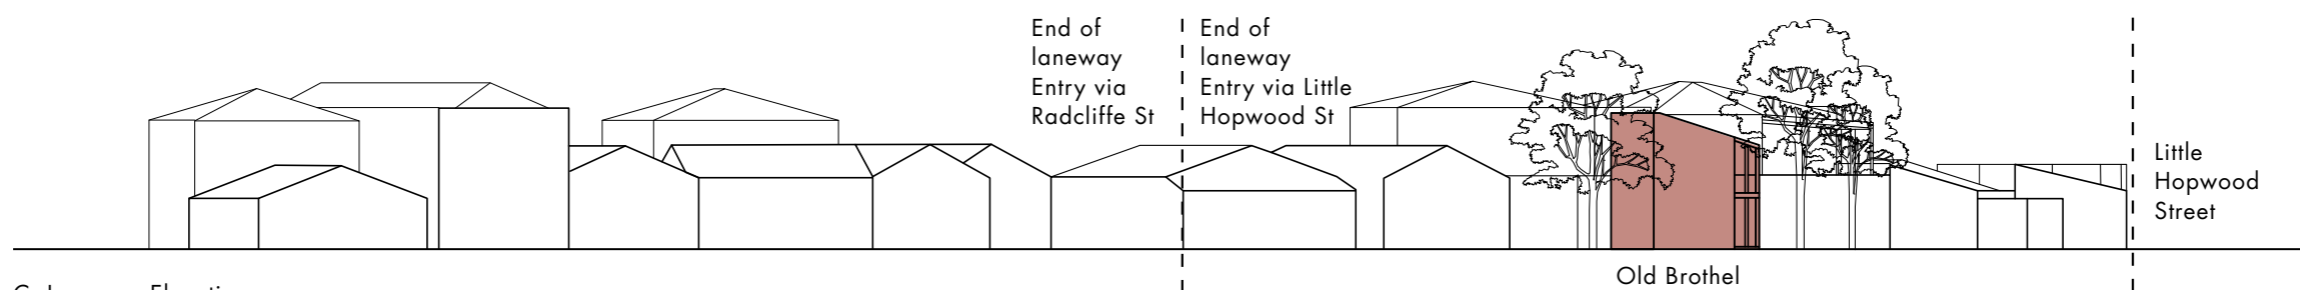 End of
laneway
Entry via
Radcliffe St
End of
laneway
Entry via Little
Hopwood St
Little
Hopwood
Street
Old Brothel